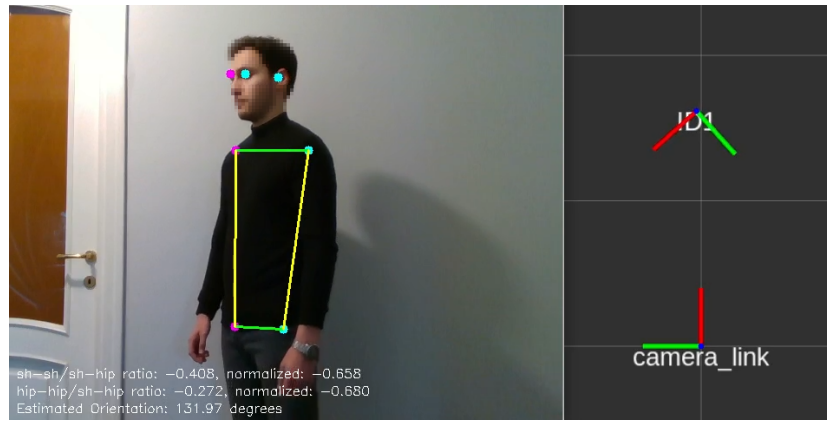 sh-sh/sh-hip ratio: -0.408, normalized: -0.658
hip-hip/sh-hip ratio: -0.272, normalized: -0.680
Estimated Orientation: 131.97 degrees
ID1
camera_link